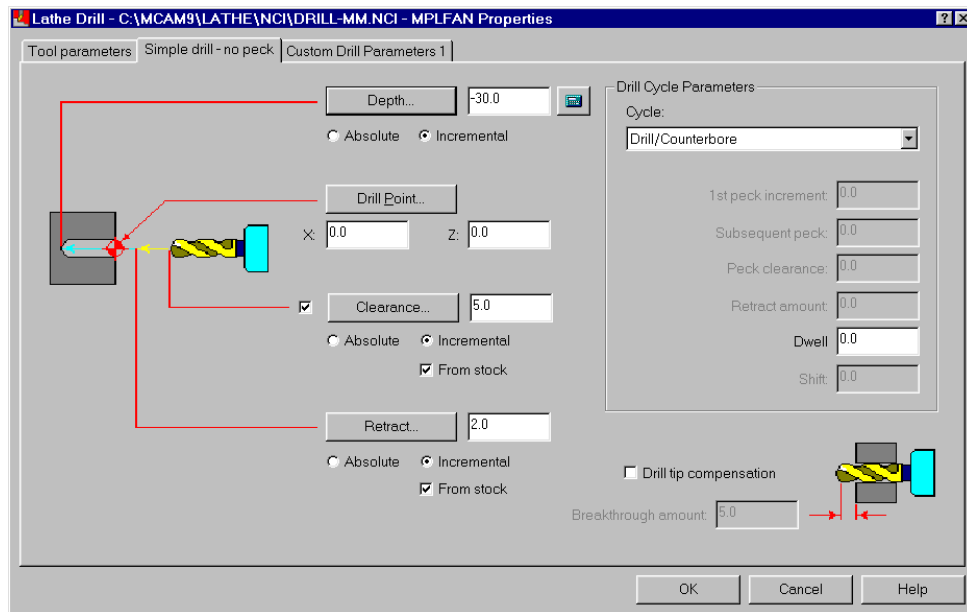 Lathe Drill - C:\MCAM9\LATHE\NCI\DRILL-MM.NCI - MPLFAN Properties
Tool parameters Simple drill - no peck Custom Drill Parameters 1
Depth... -30.0
Absolute Incremental
Drill Point...
X: 0.0 Z: 0.0
Clearance... 5.0
Absolute Incremental
From stock
Retract... 2.0
Absolute Incremental
From stock
Drill Cycle Parameters
Cycle:
Drill/Counterbore
1st peck increment: 0.0
Subsequent peck: 0.0
Peck clearance: 0.0
Retract amount: 0.0
Dwell 0.0
Shift: 0.0
Drill tip compensation
Breakthrough amount: 5.0
OK Cancel Help